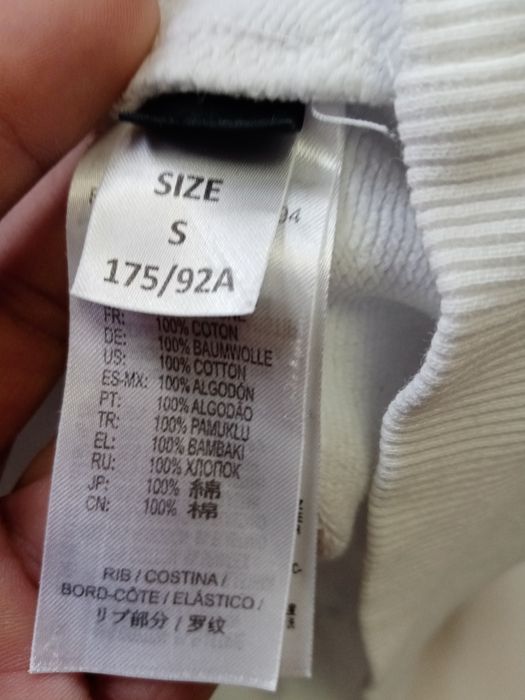 SIZE
S
175/92A
94
FR: 100% COTON
DE: 100% BAUMWOLLE
US: 100% COTTON
ES-MX: 100% ALGODÓN
PT: 100% ALGODÃO
TR: 100% PAMUKLU
EL: 100% BAMBAKI
RU: 100% ХЛОПОК
JP: 100% 綿
CN: 100% 棉
RIB / COSTINA /
BORD-CÔTE / ELÁSTICO /
リブ部分 / 罗纹